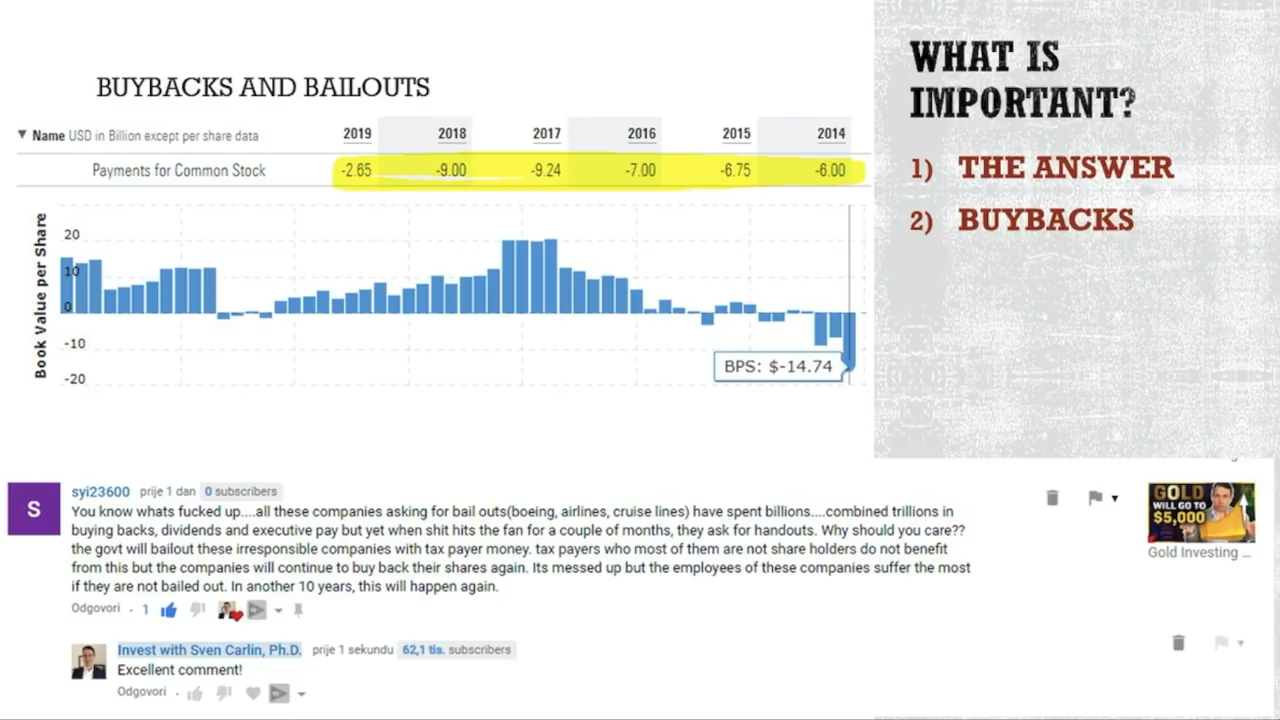 BUYBACKS AND BAILOUTS
▼ Name USD in Billion except per share data 2019 2018 2017 2016 2015 2014
Payments for Common Stock -2.65 -9.00 -9.24 -7.00 -6.75 -6.00
Book Value per Share
20
10
0
-10
-20
BPS: $-14.74
WHAT IS
IMPORTANT?
1) THE ANSWER
2) BUYBACKS
S
syi23600 prije 1 dan 0 subscribers
You know whats fucked up....all these companies asking for bailouts(boeing, airlines, cruise lines) have spent billions....combined trillions in
buying backs, dividends and executive pay but yet when shit hits the fan for a couple of months, they ask for handouts. Why should you care??
the govt will bailout these irresponsible companies with tax payer money. tax payers who most of them are not share holders do not benefit
from this but the companies will continue to buy back their shares again. Its messed up but the employees of these companies suffer the most
if they are not bailed out. In another 10 years, this will happen again.
Odgovori · 1
GOLD
WILL GO TO
$5,000
Gold Investing ...
Invest with Sven Carlin, Ph.D. prije 1 sekundu 62,1 tis. subscribers
Excellent comment!
Odgovori ·